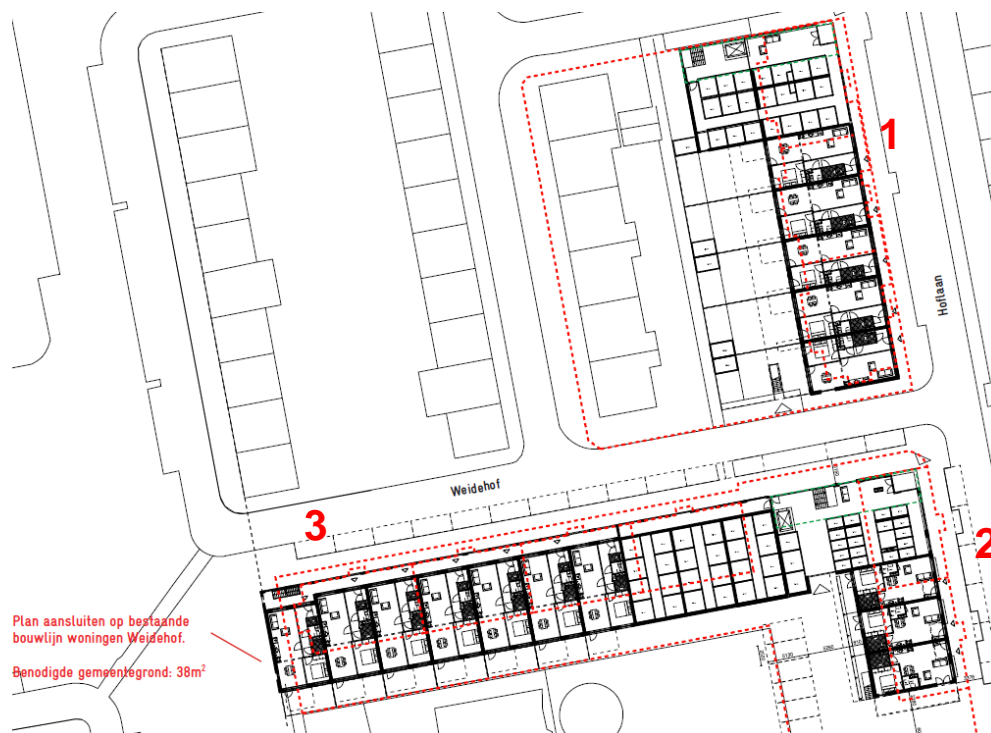 1
Hoflaan
Weidehof
3
2
Plan aansluiten op bestaande
bouwlijn woningen Weidehof.
Benodigde gemeentegrond: 38m²